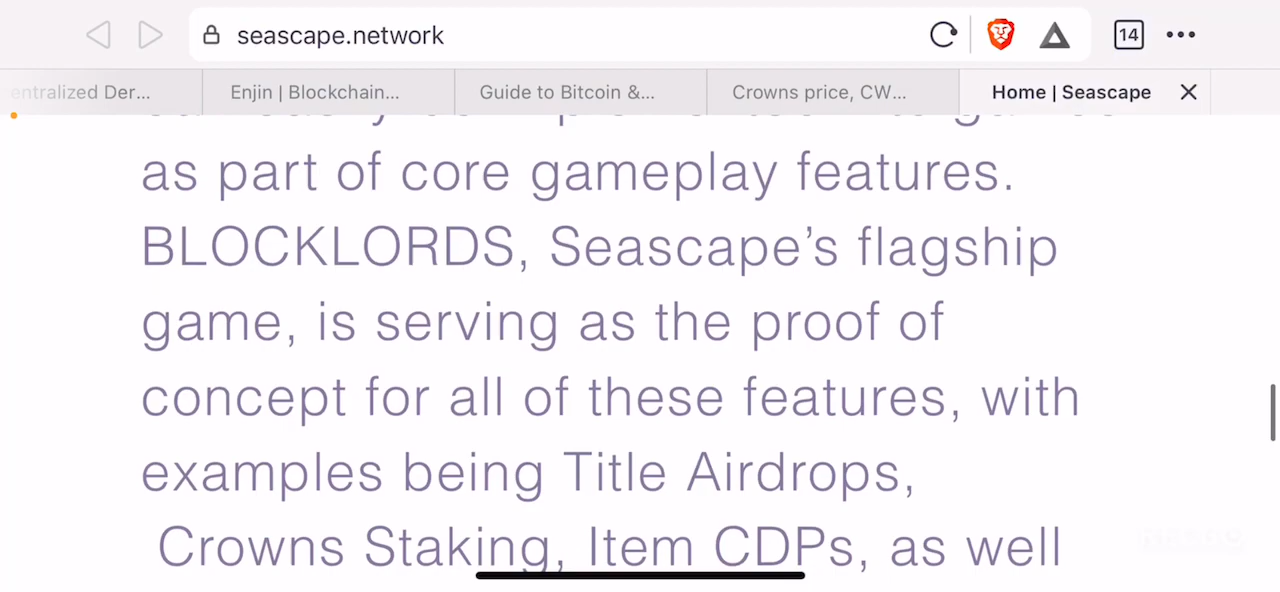 seascape.network
14
entralized Der...
Enjin | Blockchain...
Guide to Bitcoin &...
Crowns price, CW...
Home | Seascape
as part of core gameplay features.
BLOCKLORDS, Seascape’s flagship
game, is serving as the proof of
concept for all of these features, with
examples being Title Airdrops,
Crowns Staking, Item CDPs, as well